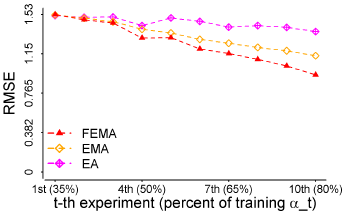 1.53
1.15
0.765
0.382
0
RMSE
FEMA
EMA
EA
1st (35%) 4th (50%) 7th (65%) 10th (80%)
t-th experiment (percent of training α_t)